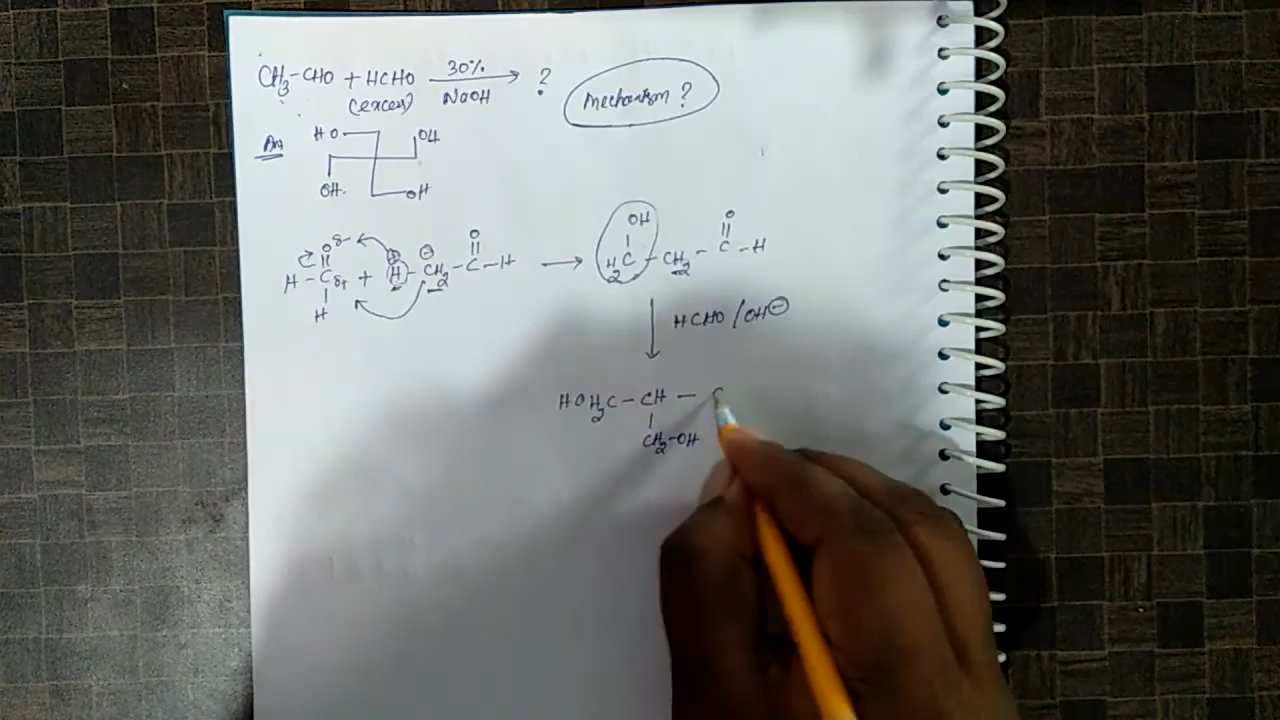 CH3-CHO + HCHO 30% → ? Mechanism?
(excess) NaOH
Ans HO OH
OH OH
O δ- ⊖ O OH O
H-C δ+ + H-CH2-C-H → H2C-CH2-C-H
H ⊕
HCHO/OH⊖
HOH2C-CH-C
CH2-OH